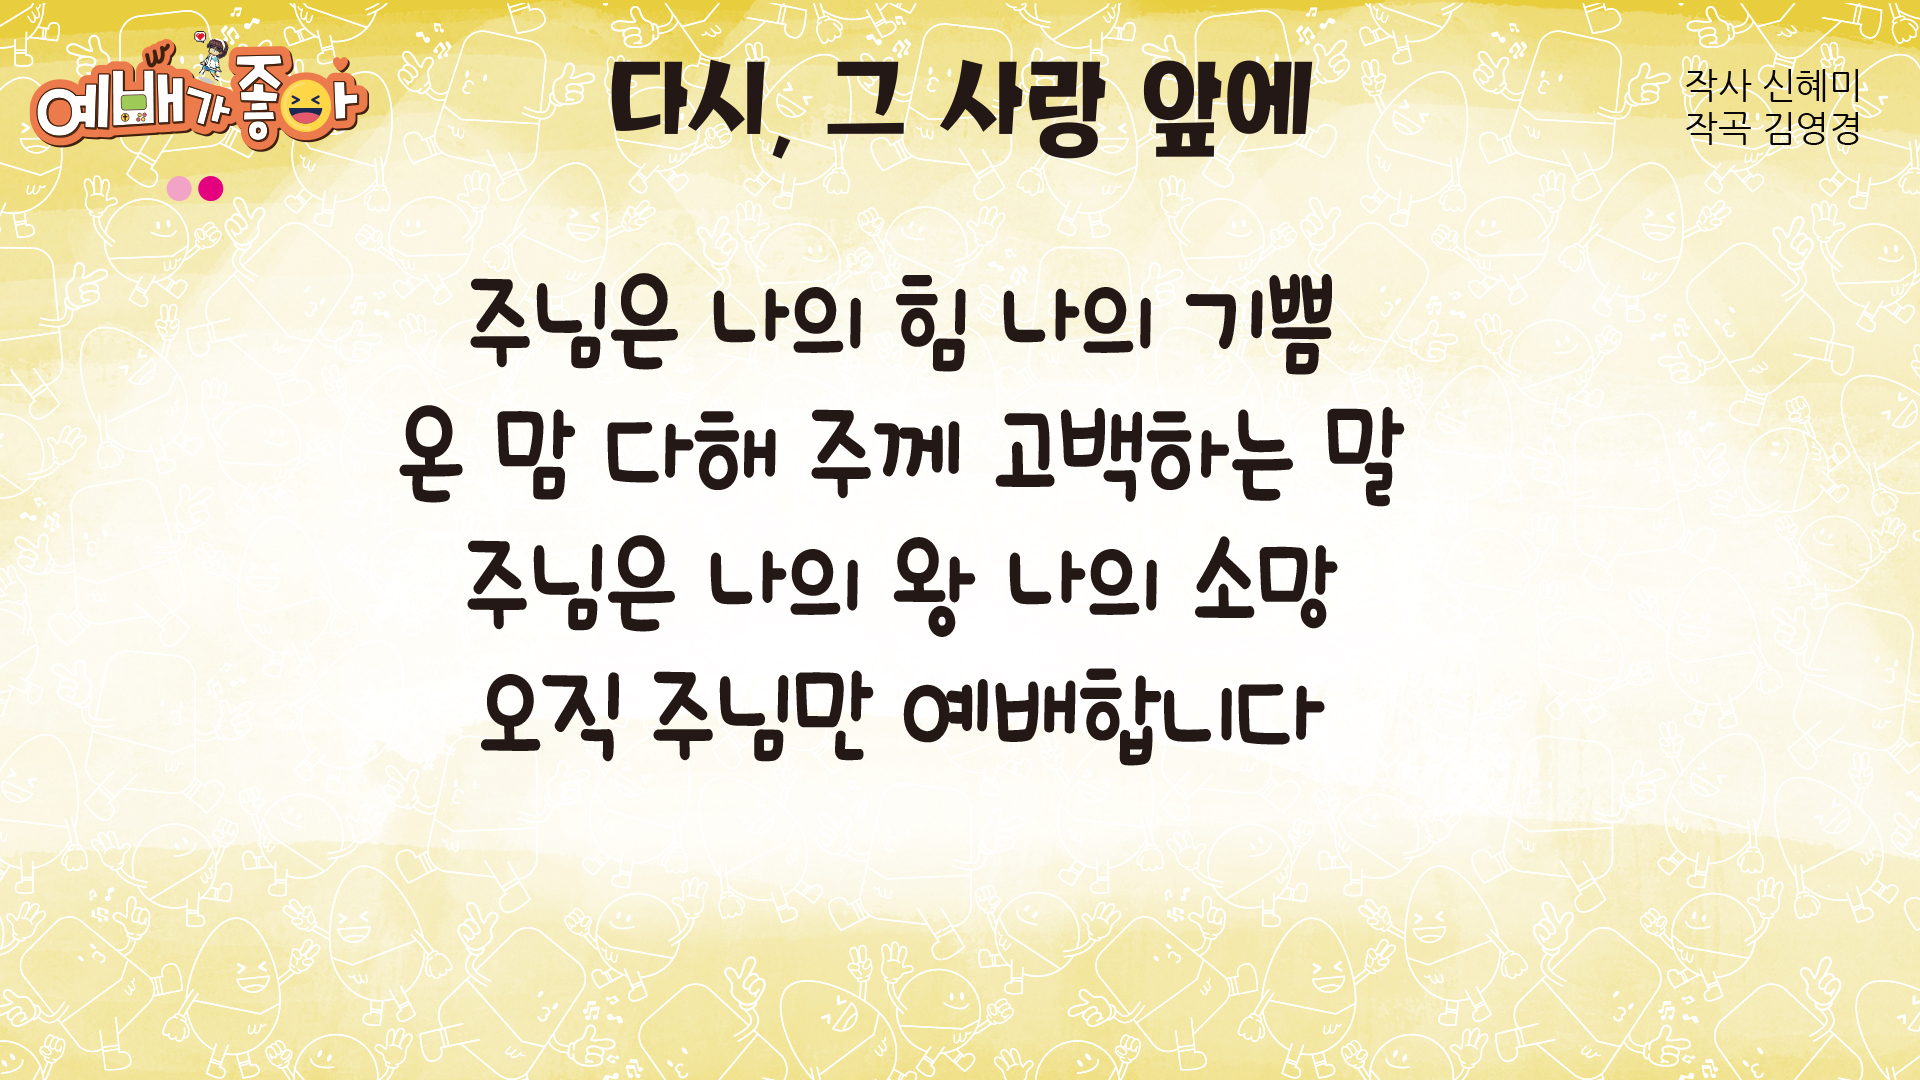 예배가 좋아
다시, 그 사랑 앞에
작사 신혜미
작곡 김영경
주님은 나의 힘 나의 기쁨
온 맘 다해 주께 고백하는 말
주님은 나의 왕 나의 소망
오직 주님만 예배합니다